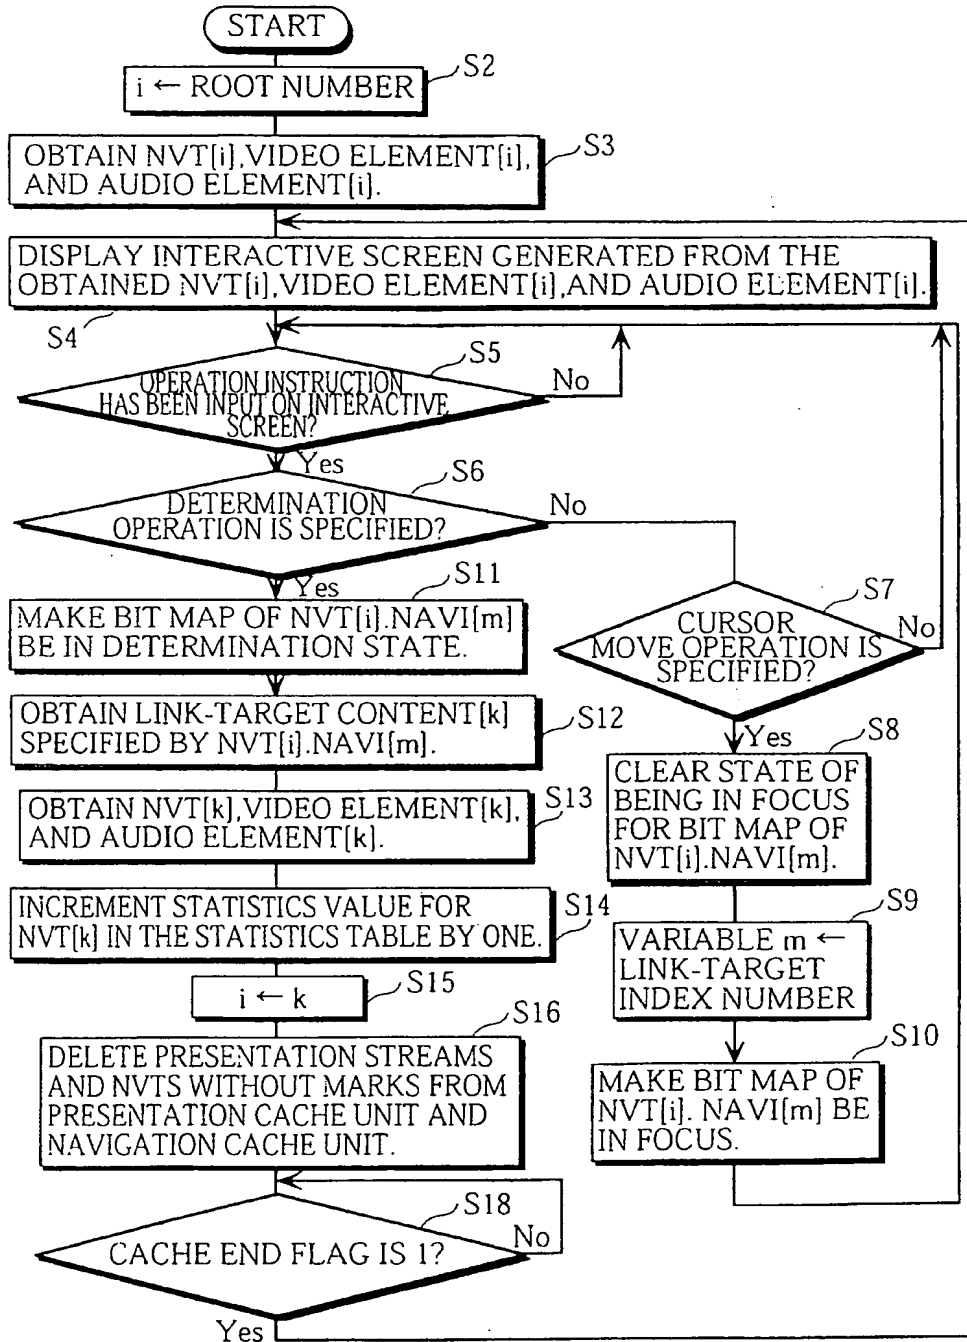 START
i ← ROOT NUMBER
S2
OBTAIN NVT[i],VIDEO ELEMENT[i],
AND AUDIO ELEMENT[i].
S3
DISPLAY INTERACTIVE SCREEN GENERATED FROM THE
OBTAINED NVT[i],VIDEO ELEMENT[i],AND AUDIO ELEMENT[i].
S4
S5
OPERATION INSTRUCTION
HAS BEEN INPUT ON INTERACTIVE
SCREEN?
No
Yes
S6
DETERMINATION
OPERATION IS SPECIFIED?
No
Yes
S11
MAKE BIT MAP OF NVT[i].NAVI[m]
BE IN DETERMINATION STATE.
S7
CURSOR
MOVE OPERATION IS
SPECIFIED?
No
Yes
OBTAIN LINK-TARGET CONTENT[k]
SPECIFIED BY NVT[i].NAVI[m].
S12
S8
CLEAR STATE OF
BEING IN FOCUS
FOR BIT MAP OF
NVT[i].NAVI[m].
OBTAIN NVT[k],VIDEO ELEMENT[k],
AND AUDIO ELEMENT[k].
S13
INCREMENT STATISTICS VALUE FOR
NVT[k] IN THE STATISTICS TABLE BY ONE.
S14
S9
VARIABLE m ←
LINK-TARGET
INDEX NUMBER
i ← k
S15
S16
DELETE PRESENTATION STREAMS
AND NVTS WITHOUT MARKS FROM
PRESENTATION CACHE UNIT AND
NAVIGATION CACHE UNIT.
S10
MAKE BIT MAP OF
NVT[i]. NAVI[m] BE
IN FOCUS.
S18
CACHE END FLAG IS 1?
No
Yes